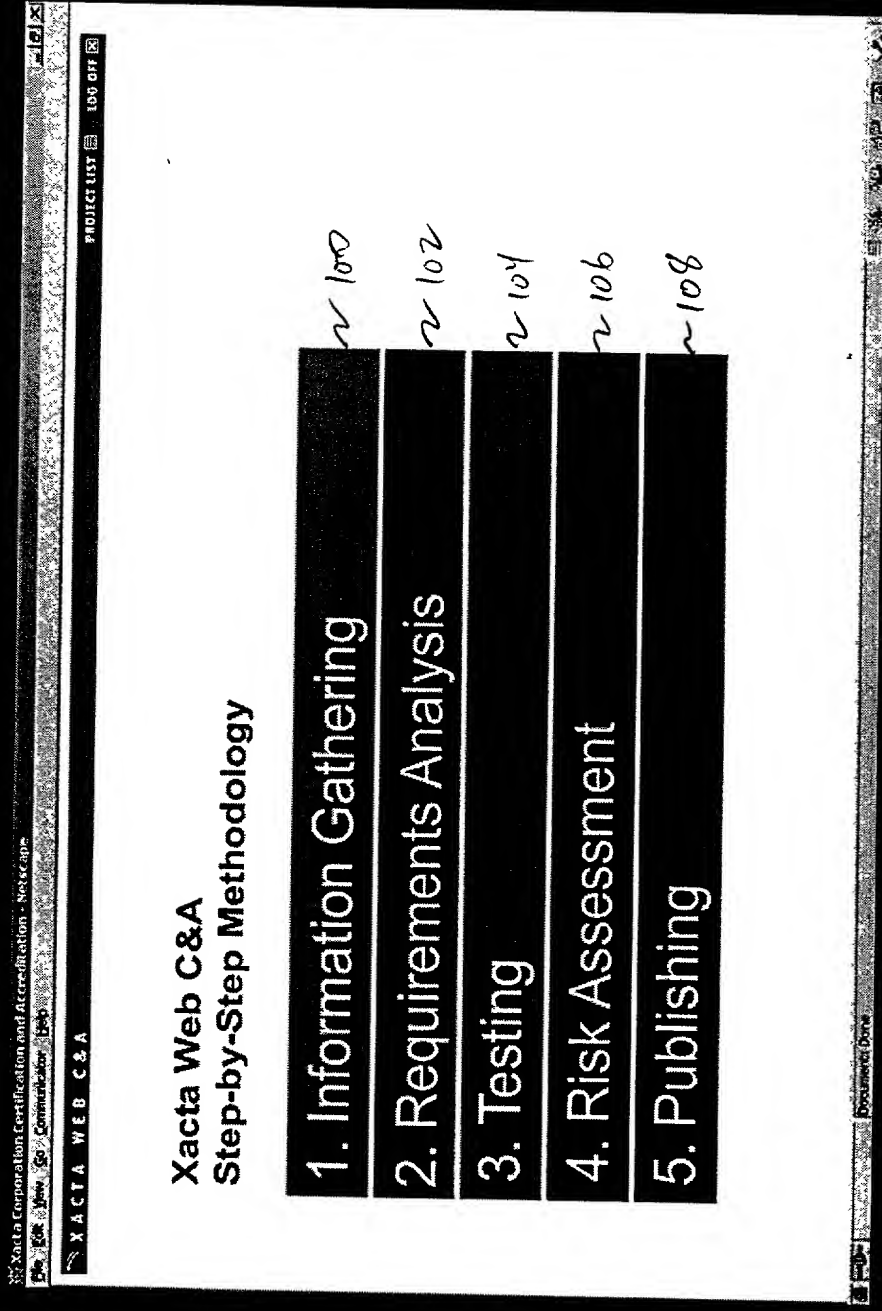 Xacta Corporation Certification and Accreditation - Netscape
File Edit View Go Communicator Help
XACTA WEB C&A PROJECT LIST LOG OFF
Xacta Web C&A
Step-by-Step Methodology
1. Information Gathering ~ 100
2. Requirements Analysis ~ 102
3. Testing ~ 104
4. Risk Assessment ~ 106
5. Publishing ~ 108
Document: Done